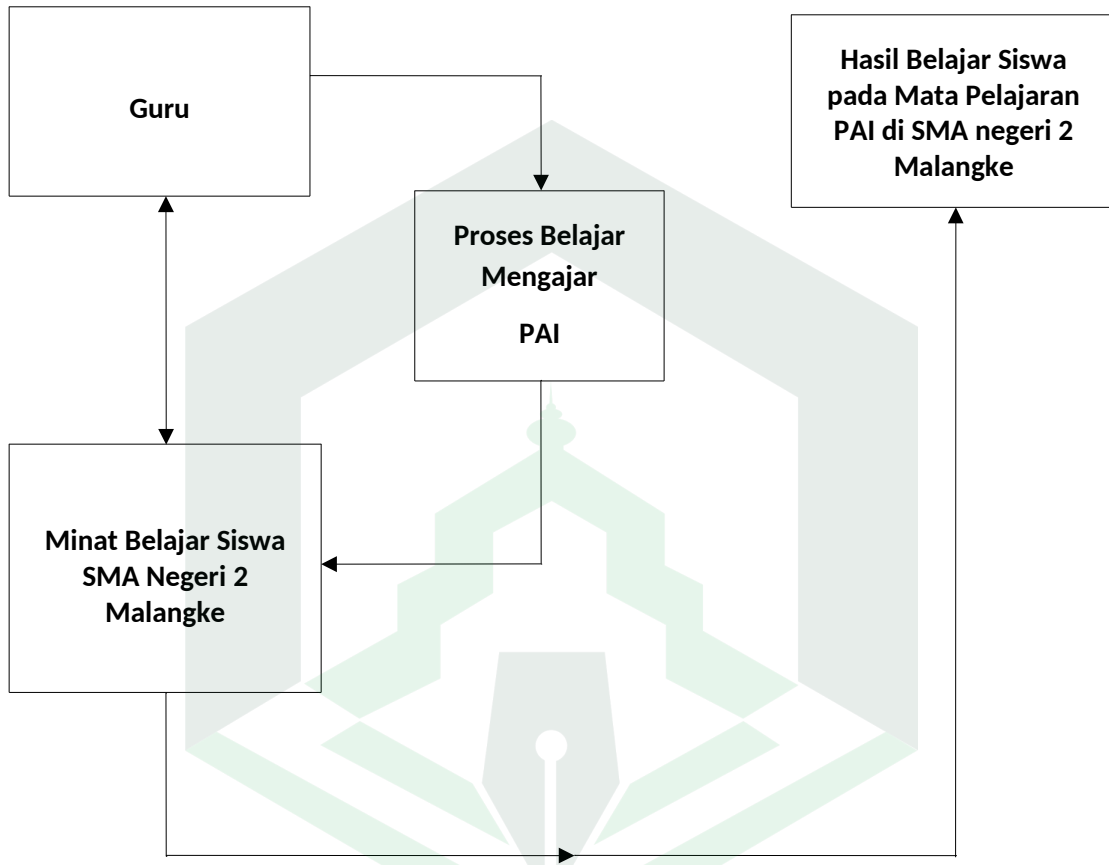 Guru
Proses Belajar
Mengajar
PAI
Hasil Belajar Siswa
pada Mata Pelajaran
PAI di SMA negeri 2
Malangke
Minat Belajar Siswa
SMA Negeri 2
Malangke